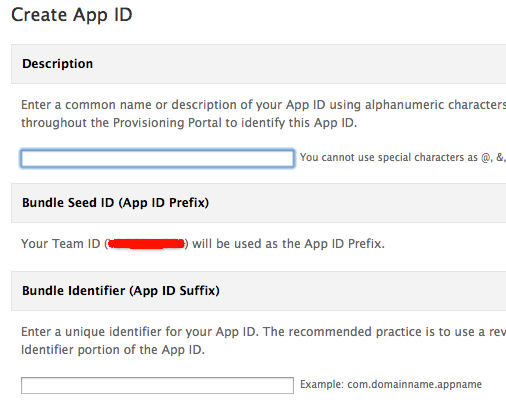 Create App ID
Description
Enter a common name or description of your App ID using alphanumeric characters
throughout the Provisioning Portal to identify this App ID.
You cannot use special characters as @, &,
Bundle Seed ID (App ID Prefix)
Your Team ID ( ) will be used as the App ID Prefix.
Bundle Identifier (App ID Suffix)
Enter a unique identifier for your App ID. The recommended practice is to use a rev
Identifier portion of the App ID.
Example: com.domainname.appname